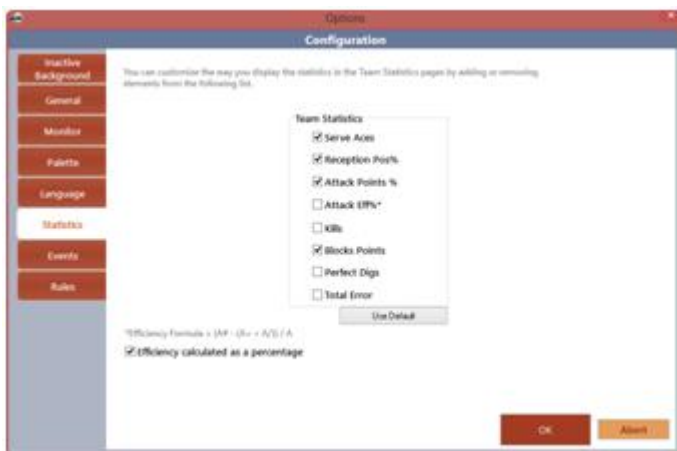 Options
Configuration
Inactive
Background
General
Monitor
Palette
Language
Statistics
Events
Rules
You can customize the way you display the statistics in the Team Statistics pages by adding or removing
elements from the following list.
Team Statistics
Serve Aces
Reception Pos%
Attack Points %
Attack Eff%*
Kills
Blocks Points
Perfect Digs
Total Error
Use Default
*Efficiency Formula =
Efficiency calculated as a percentage
OK
Abort